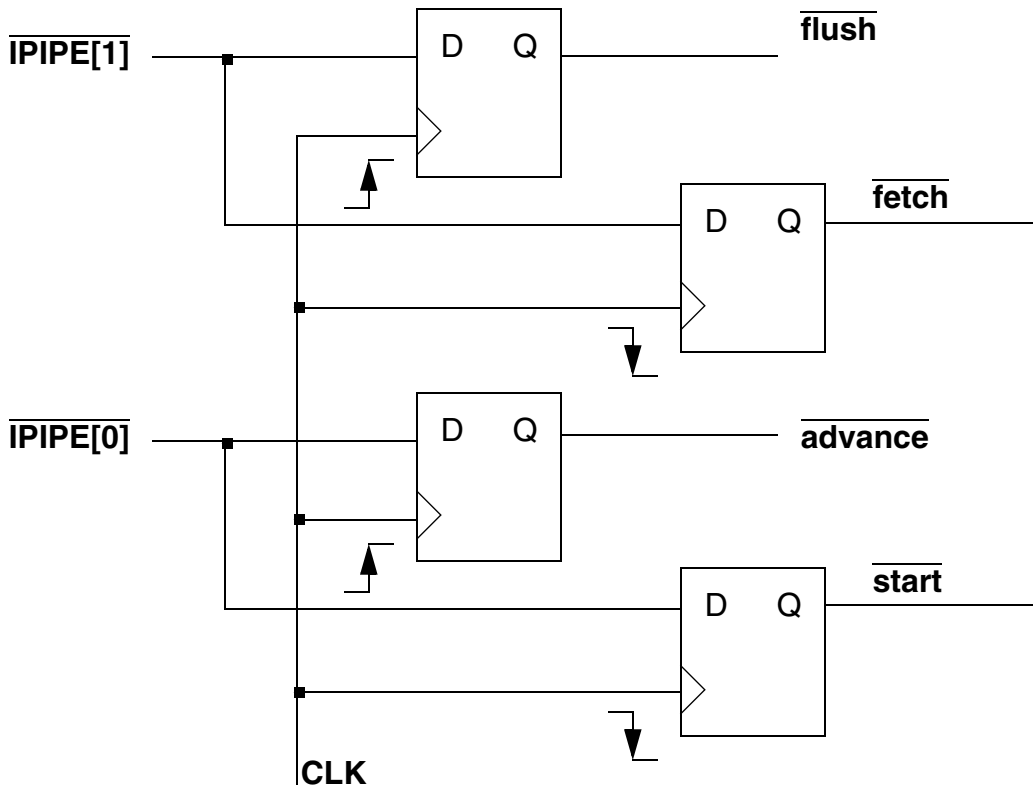 IPIPE[1]
D Q
flush
D Q
fetch
IPIPE[0]
D Q
advance
D Q
start
CLK